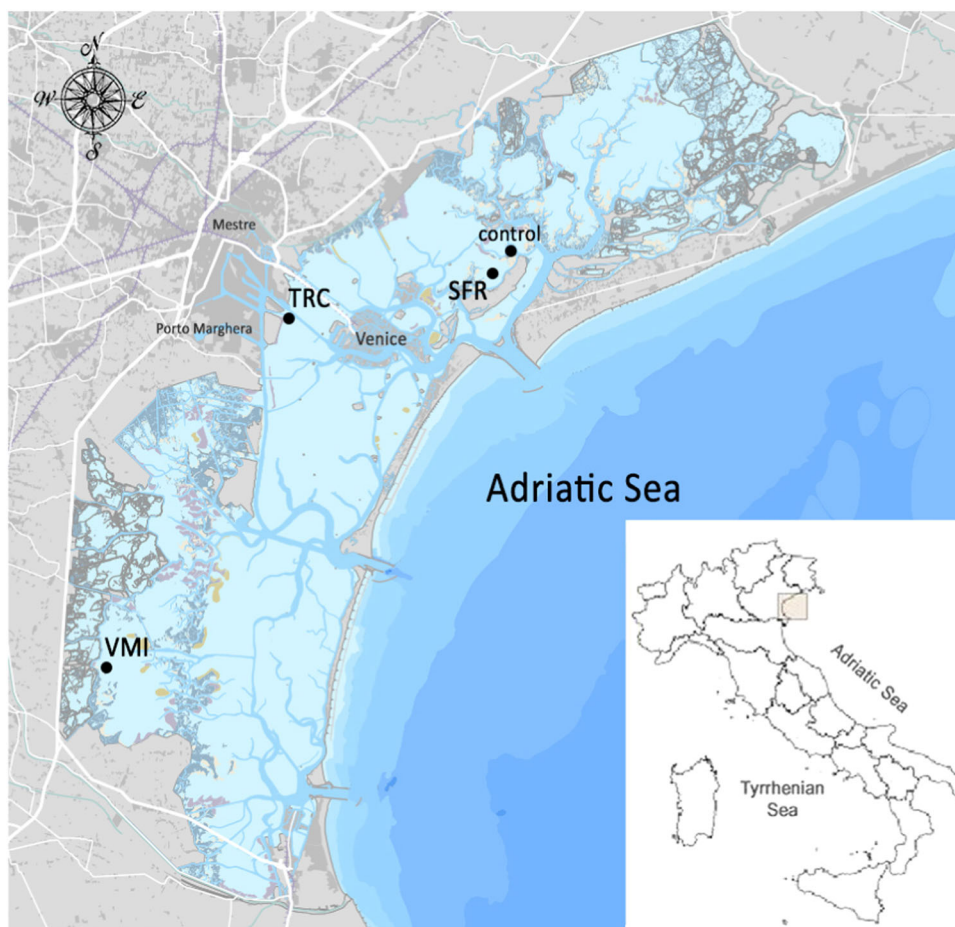 N
W
E
S
Mestre
control
SFR
TRC
Porto Marghera
Venice
Adriatic Sea
VMI
Adriatic Sea
Tyrrhenian
Sea